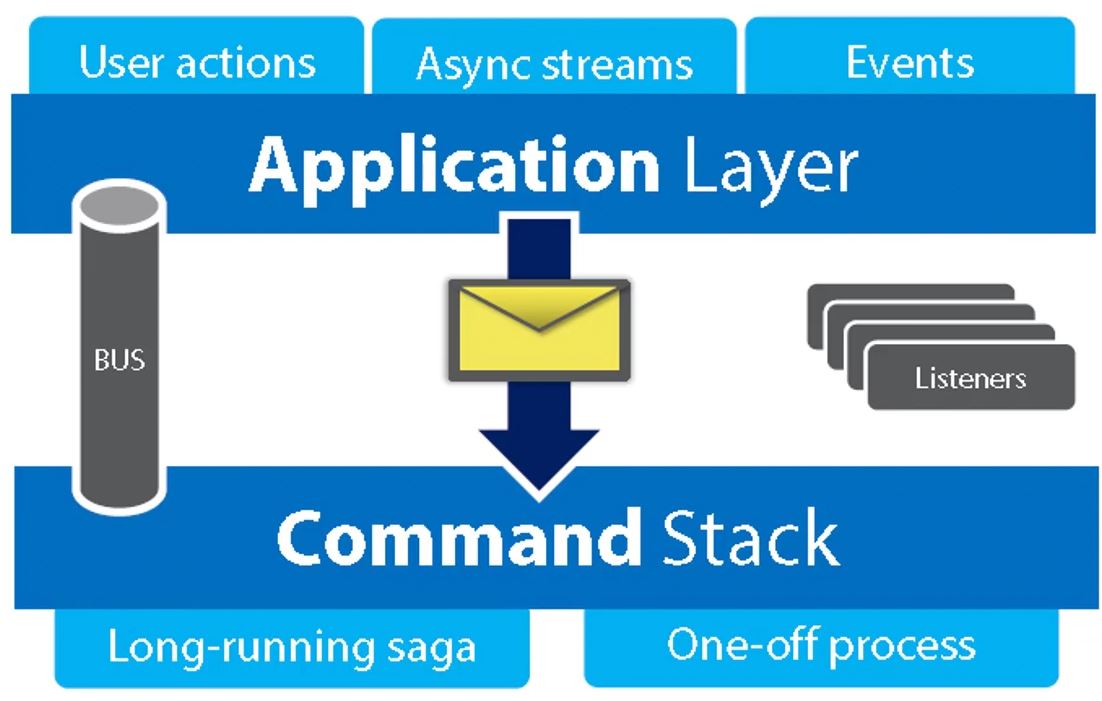 User actions
Async streams
Events
Application Layer
BUS
Listeners
Command Stack
Long-running saga
One-off process